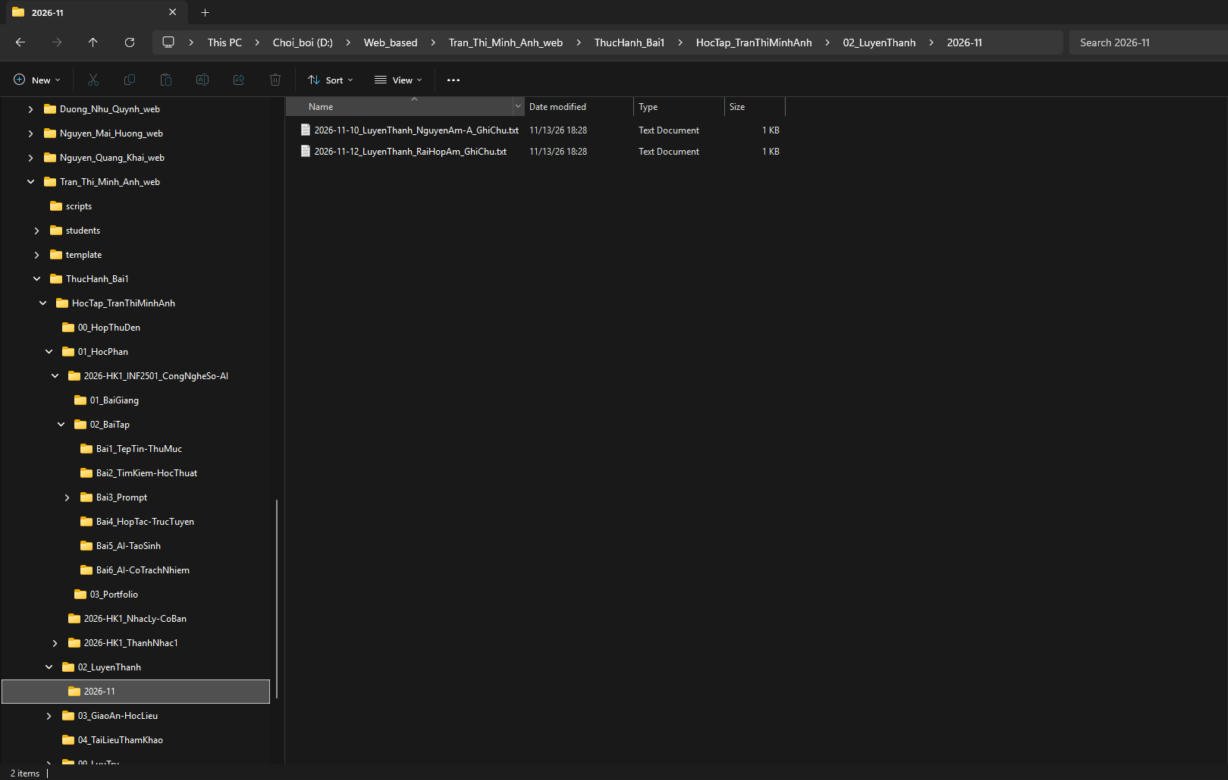 2026-11
This PC > Choi_boi (D:) > Web_based > Tran_Thi_Minh_Anh_web > ThucHanh_Bai1 > HocTap_TranThiMinhAnh > 02_LuyenThanh > 2026-11
Search 2026-11
New
Sort
View
Duong_Nhu_Quynh_web
Nguyen_Mai_Huong_web
Nguyen_Quang_Khai_web
Tran_Thi_Minh_Anh_web
scripts
students
template
ThucHanh_Bai1
HocTap_TranThiMinhAnh
00_HopThuDen
01_HocPhan
2026-HK1_INF2501_CongNgheSo-AI
01_BaiGiang
02_BaiTap
Bai1_TepTin-ThuMuc
Bai2_TimKiem-HocThuat
Bai3_Prompt
Bai4_HopTac-TrucTuyen
Bai5_AI-TaoSinh
Bai6_AI-CoTrachNhiem
03_Portfolio
2026-HK1_NhacLy-CoBan
2026-HK1_ThanhNhac1
02_LuyenThanh
2026-11
03_GiaoAn-HocLieu
04_TaiLieuThamKhao
Name Date modified Type Size
2026-11-10_LuyenThanh_NguyenAm-A_GhiChu.txt 11/13/26 18:28 Text Document 1 KB
2026-11-12_LuyenThanh_RaiHopAm_GhiChu.txt 11/13/26 18:28 Text Document 1 KB
2 items